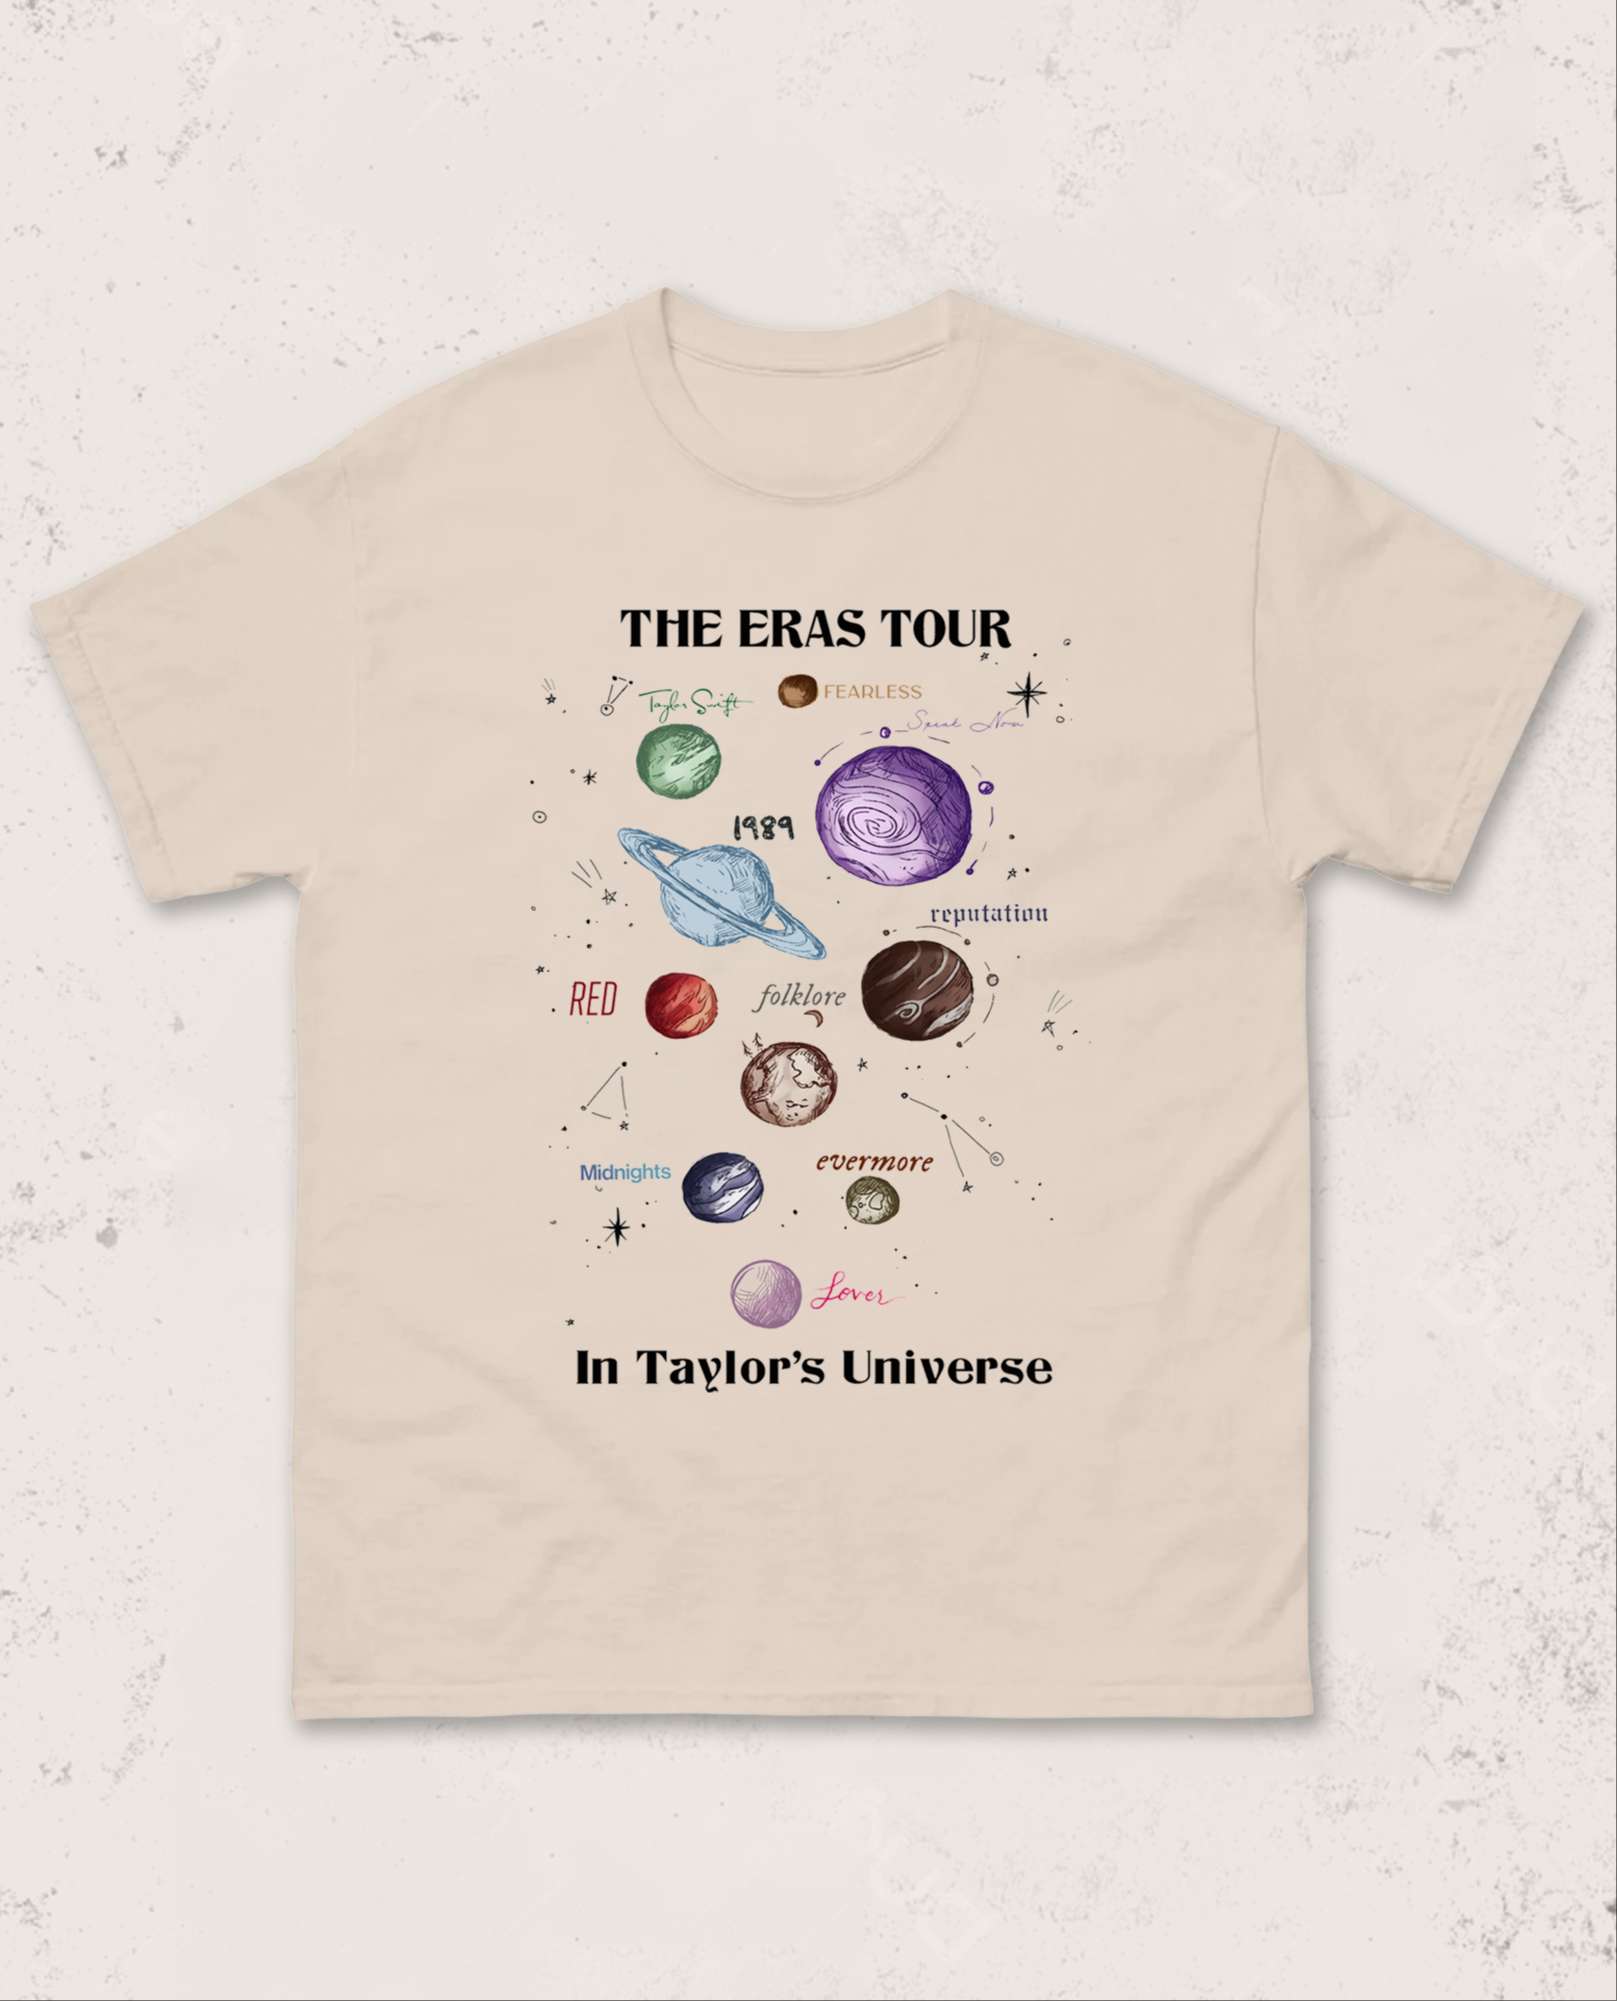 THE ERAS TOUR
Taylor Swift
FEARLESS
Speak Now
1989
reputation
RED
folklore
Midnights
evermore
Lover
In Taylor's Universe